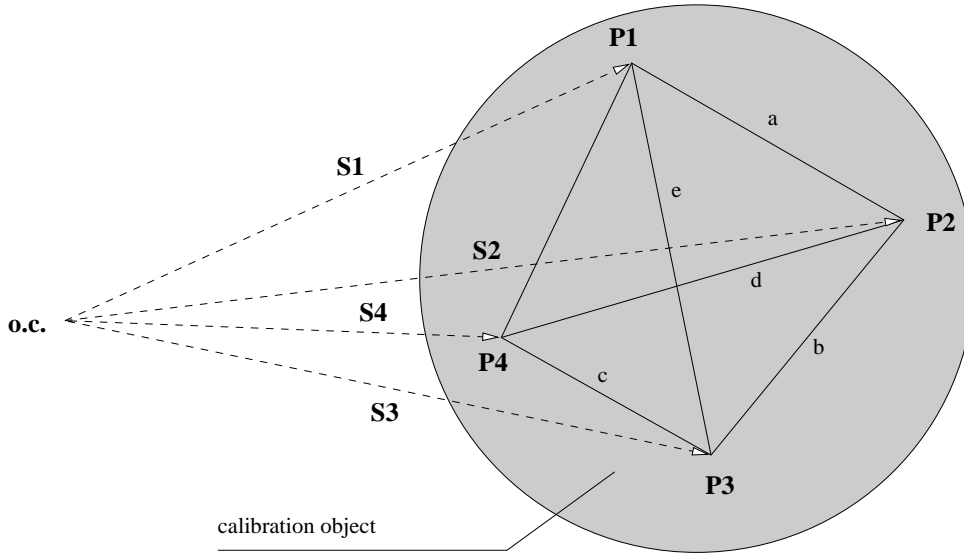 P1
a
S1
e
P2
S2
d
S4
o.c.
b
P4
c
S3
P3
calibration object